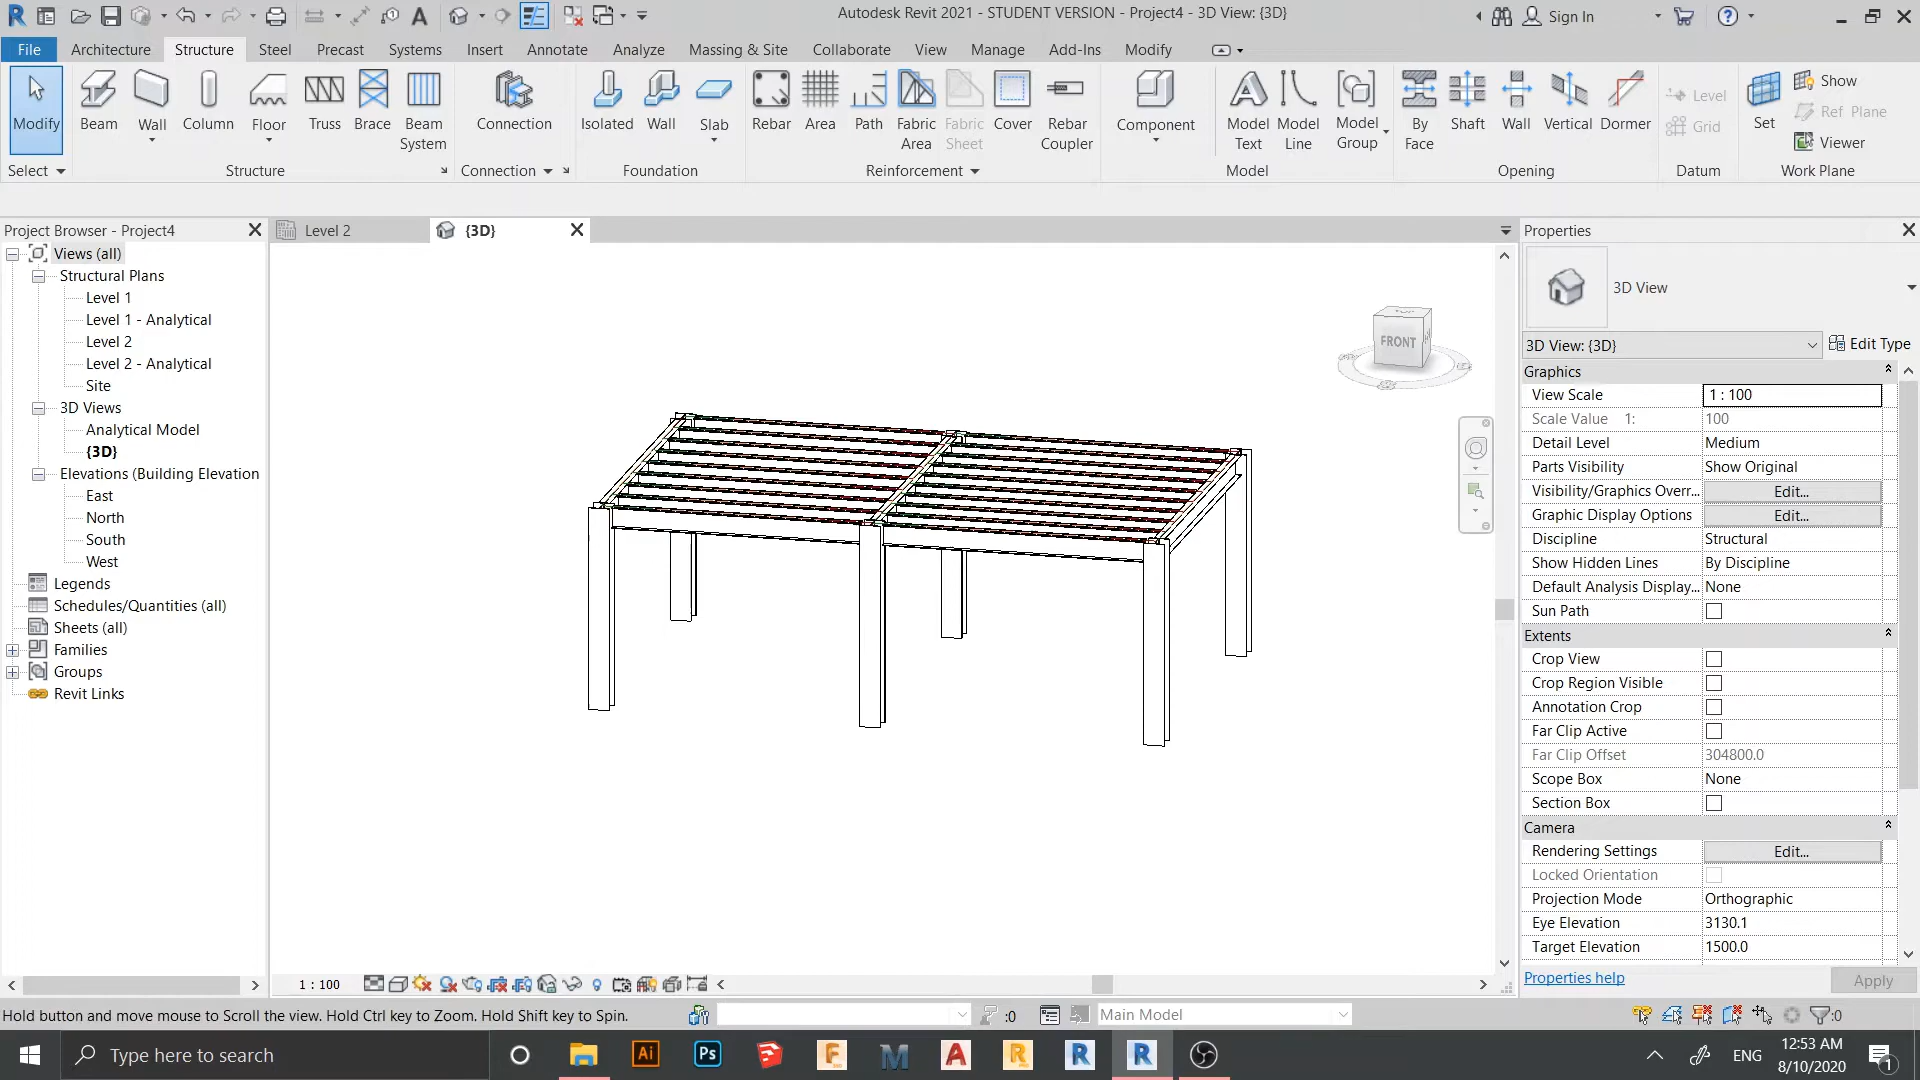 Autodesk Revit 2021 - STUDENT VERSION - Project4 - 3D View: {3D}
Sign In
File
Architecture
Structure
Steel
Precast
Systems
Insert
Annotate
Analyze
Massing & Site
Collaborate
View
Manage
Add-Ins
Modify
Modify
Beam
Wall
Column
Floor
Truss
Brace
Beam
System
Connection
Isolated
Wall
Slab
Rebar
Area
Path
Fabric
Area
Fabric
Sheet
Cover
Rebar
Coupler
Component
Model
Text
Model
Line
Model
Group
By
Face
Shaft
Wall
Vertical
Dormer
Level
Grid
Set
Show
Ref Plane
Viewer
Select
Structure
Connection
Foundation
Reinforcement
Model
Opening
Datum
Work Plane
Project Browser - Project4
Views (all)
Structural Plans
Level 1
Level 1 - Analytical
Level 2
Level 2 - Analytical
Site
3D Views
Analytical Model
{3D}
Elevations (Building Elevation
East
North
South
West
Legends
Schedules/Quantities (all)
Sheets (all)
Families
Groups
Revit Links
Level 2
{3D}
FRONT
Properties
3D View
3D View: {3D}
Edit Type
Graphics
View Scale 1 : 100
Scale Value 1: 100
Detail Level Medium
Parts Visibility Show Original
Visibility/Graphics Overr... Edit...
Graphic Display Options Edit...
Discipline Structural
Show Hidden Lines By Discipline
Default Analysis Display... None
Sun Path
Extents
Crop View
Crop Region Visible
Annotation Crop
Far Clip Active
Far Clip Offset 304800.0
Scope Box None
Section Box
Camera
Rendering Settings Edit...
Locked Orientation
Projection Mode Orthographic
Eye Elevation 3130.1
Target Elevation 1500.0
Properties help
Apply
1 : 100
Hold button and move mouse to Scroll the view. Hold Ctrl key to Zoom. Hold Shift key to Spin.
:0
Main Model
:0
Type here to search
Ai
Ps
ENG
12:53 AM
8/10/2020
1